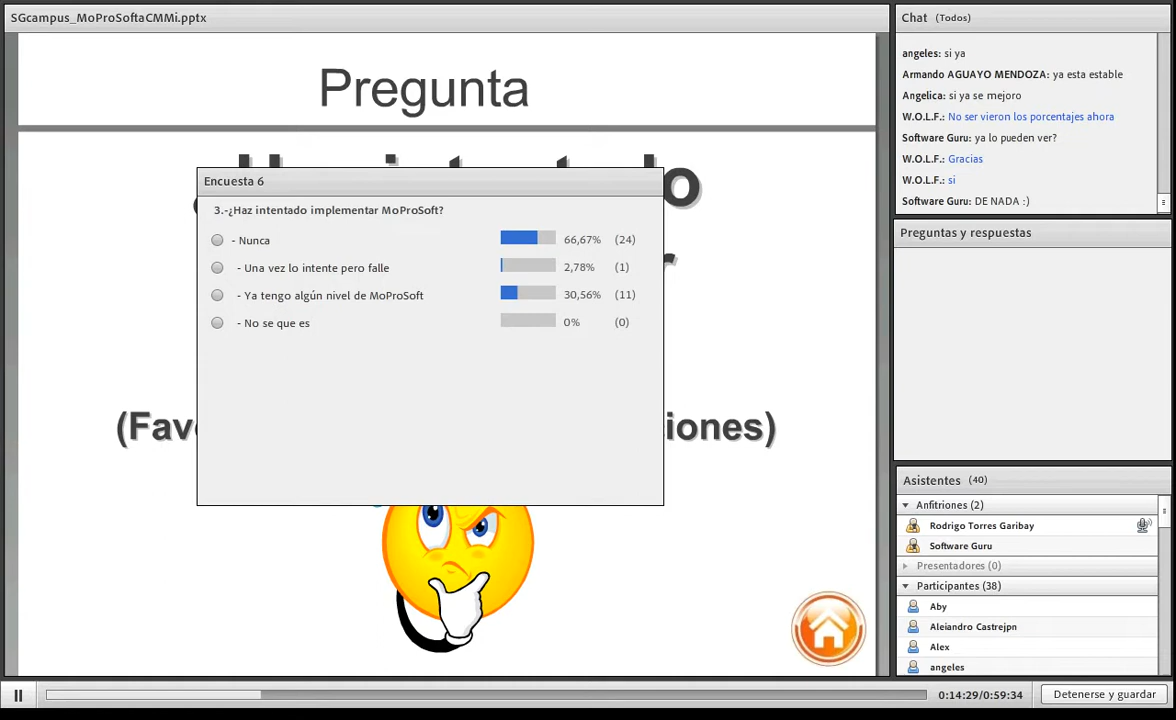 SGcampus_MoProSoftaCMMi.pptx
Pregunta
Encuesta 6
3.-¿Haz intentado implementar MoProSoft?
- Nunca 66,67% (24)
- Una vez lo intente pero falle 2,78% (1)
- Ya tengo algún nivel de MoProSoft 30,56% (11)
- No se que es 0% (0)
Chat (Todos)
angeles: si ya
Armando AGUAYO MENDOZA: ya esta estable
Angelica: si ya se mejoro
W.O.L.F.: No ser vieron los porcentajes ahora
Software Guru: ya lo pueden ver?
W.O.L.F.: Gracias
W.O.L.F.: si
Software Guru: DE NADA :)
Preguntas y respuestas
Asistentes (40)
Anfitriones (2)
Rodrigo Torres Garibay
Software Guru
Presentadores (0)
Participantes (38)
Aby
Alejandro Castrejpn
Alex
angeles
0:14:29/0:59:34
Detenerse y guardar